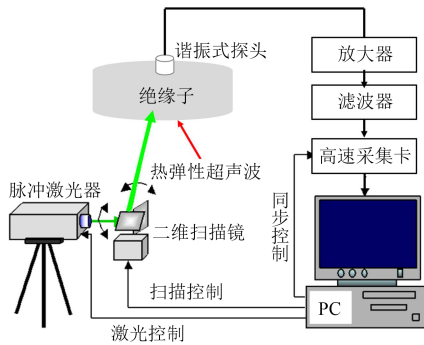 谐振式探头
放大器
绝缘子
滤波器
热弹性超声波
高速采集卡
脉冲激光器
二维扫描镜
同步控制
扫描控制
PC
激光控制